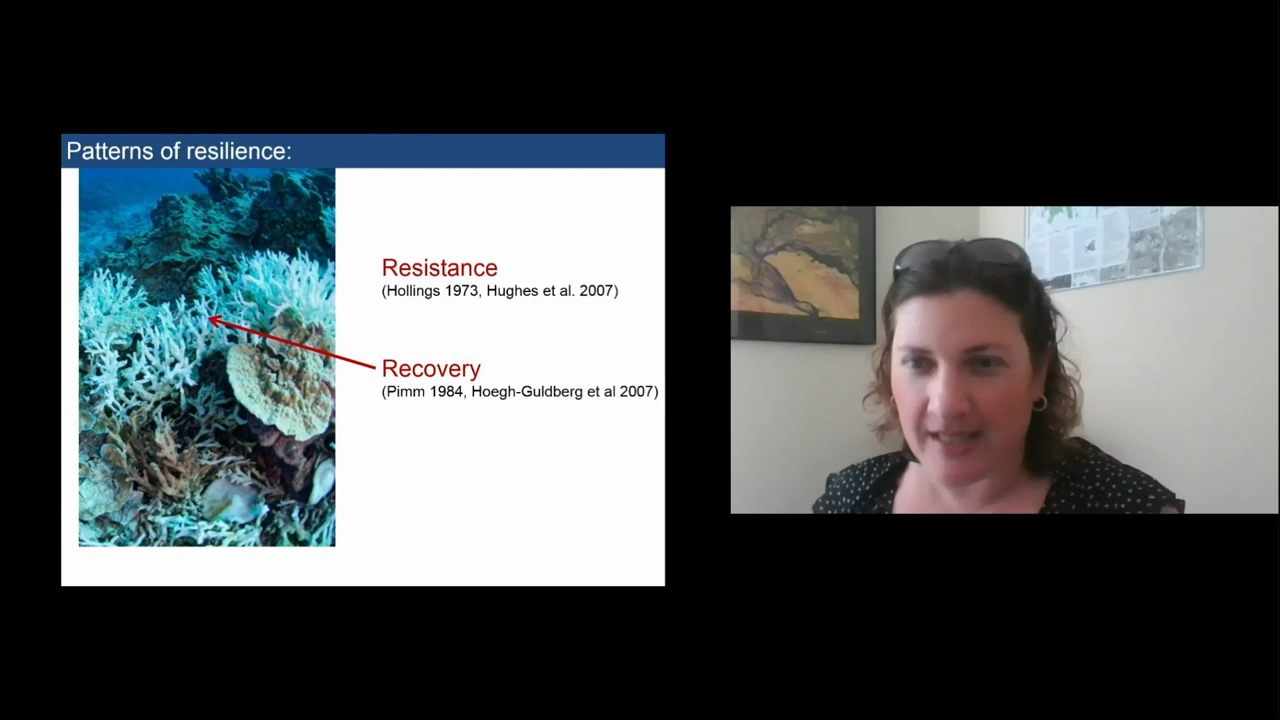 Patterns of resilience:
Resistance
(Hollings 1973, Hughes et al. 2007)
Recovery
(Pimm 1984, Hoegh-Guldberg et al 2007)